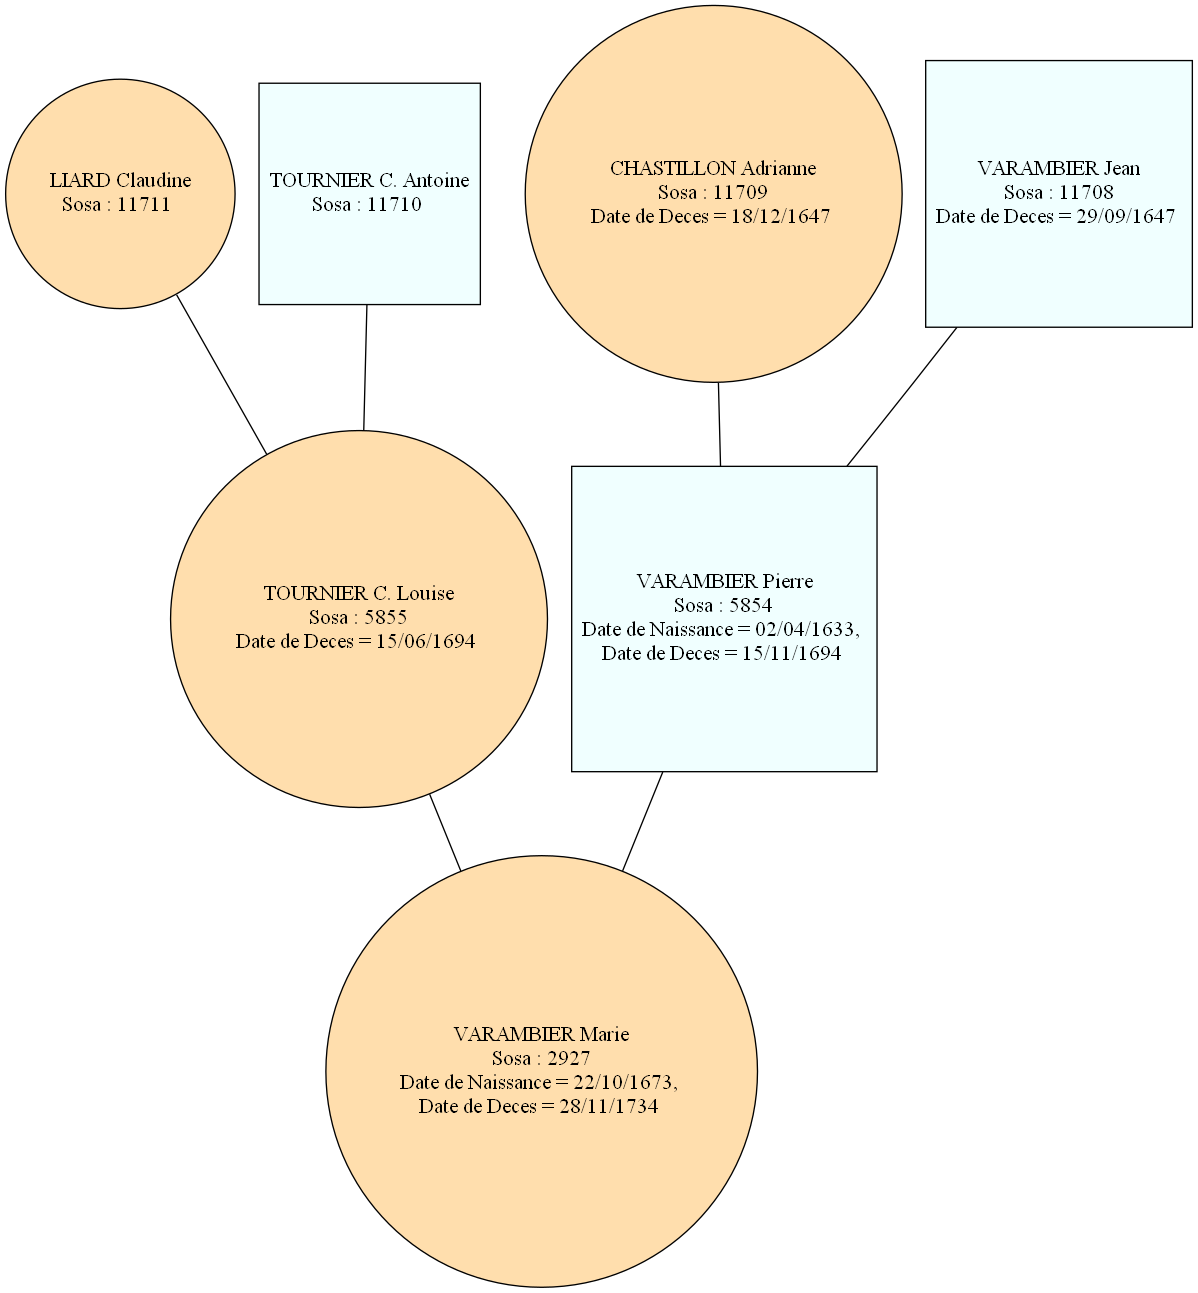 LIARD Claudine
Sosa : 11711
TOURNIER C. Antoine
Sosa : 11710
CHASTILLON Adrianne
Sosa : 11709
Date de Deces = 18/12/1647
VARAMBIER Jean
Sosa : 11708
Date de Deces = 29/09/1647
TOURNIER C. Louise
Sosa : 5855
Date de Deces = 15/06/1694
VARAMBIER Pierre
Sosa : 5854
Date de Naissance = 02/04/1633,
Date de Deces = 15/11/1694
VARAMBIER Marie
Sosa : 2927
Date de Naissance = 22/10/1673,
Date de Deces = 28/11/1734